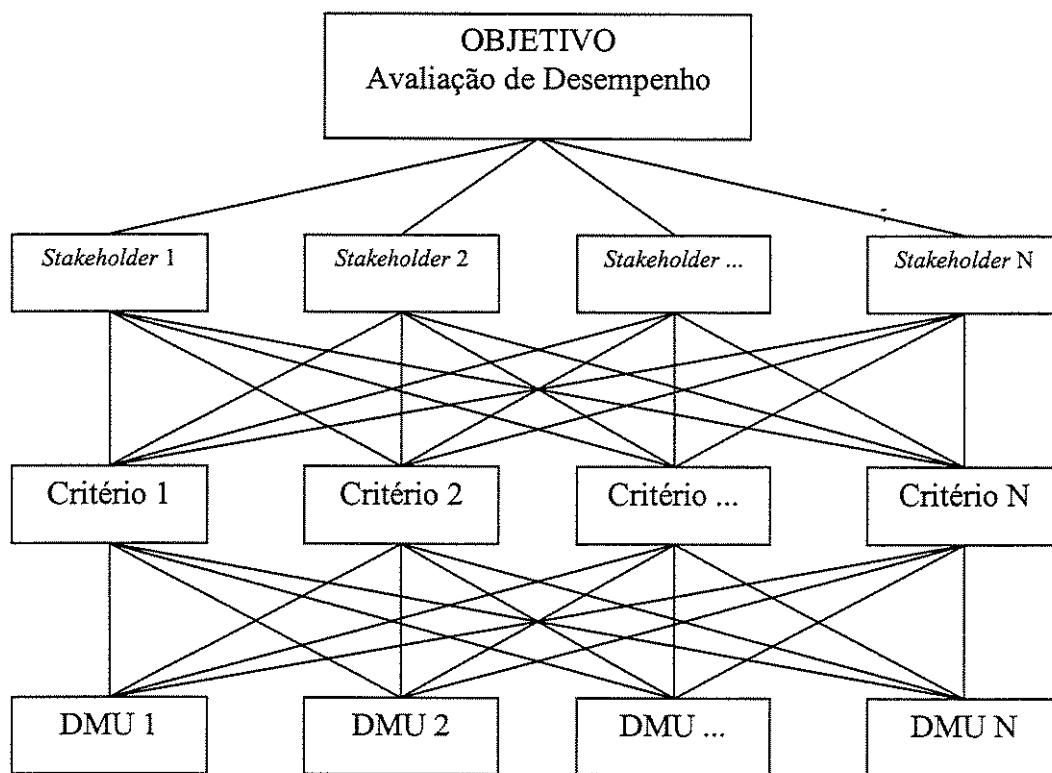 OBJETIVO
Avaliação de Desempenho
Stakeholder 1
Stakeholder 2
Stakeholder ...
Stakeholder N
Critério 1
Critério 2
Critério ...
Critério N
DMU 1
DMU 2
DMU ...
DMU N